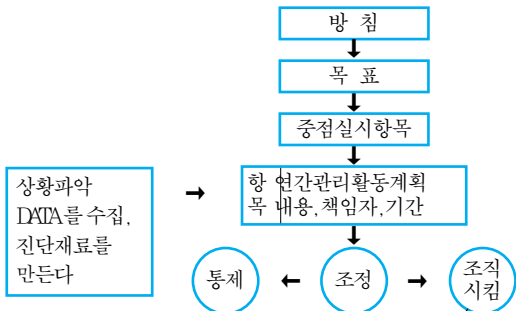 방 침
목 표
중점실시항목
상황파악
DATA를 수집,
진단재료를
만든다
항 연간관리활동계획
목 내용, 책임자, 기간
통제
조정
조직
시킴